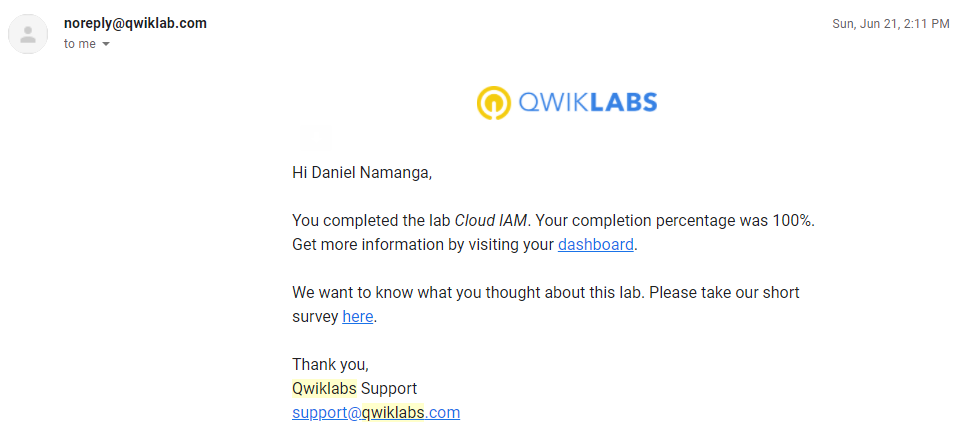 noreply@qwiklab.com
Sun, Jun 21, 2:11 PM
to me
QWIKLABS
Hi Daniel Namanga,
You completed the lab Cloud IAM. Your completion percentage was 100%.
Get more information by visiting your dashboard.
We want to know what you thought about this lab. Please take our short
survey here.
Thank you,
Qwiklabs Support
support@qwiklabs.com